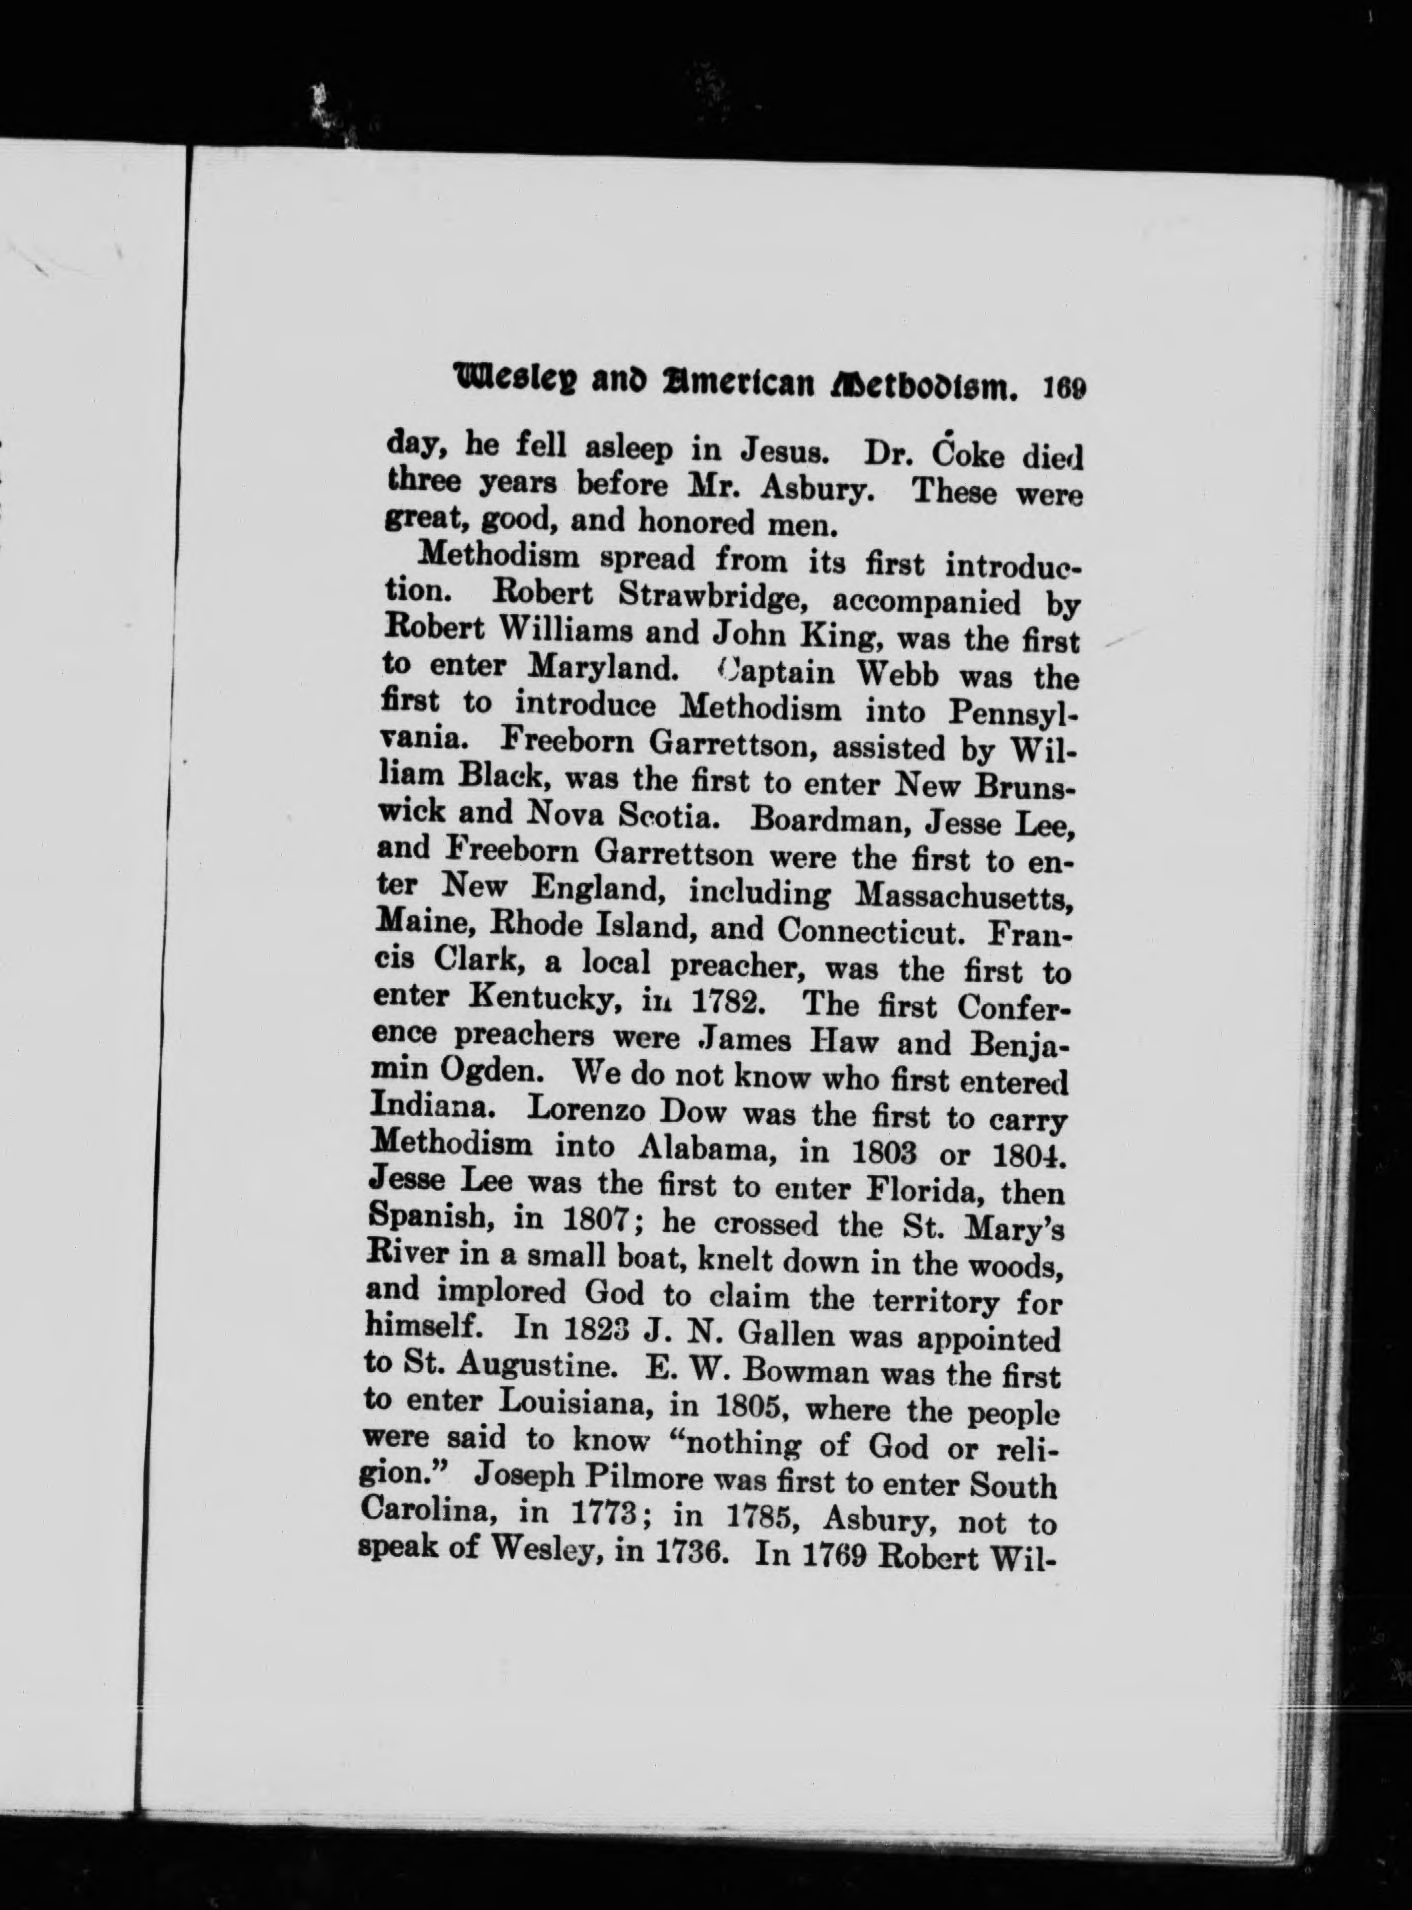 Wesley and American Methodism. 169
day, he fell asleep in Jesus. Dr. Coke died
three years before Mr. Asbury. These were
great, good, and honored men.
Methodism spread from its first introduc-
tion. Robert Strawbridge, accompanied by
Robert Williams and John King, was the first
to enter Maryland. Captain Webb was the
first to introduce Methodism into Pennsyl-
vania. Freeborn Garrettson, assisted by Wil-
liam Black, was the first to enter New Bruns-
wick and Nova Scotia. Boardman, Jesse Lee,
and Freeborn Garrettson were the first to en-
ter New England, including Massachusetts,
Maine, Rhode Island, and Connecticut. Fran-
cis Clark, a local preacher, was the first to
enter Kentucky, in 1782. The first Confer-
ence preachers were James Haw and Benja-
min Ogden. We do not know who first entered
Indiana. Lorenzo Dow was the first to carry
Methodism into Alabama, in 1803 or 1804.
Jesse Lee was the first to enter Florida, then
Spanish, in 1807; he crossed the St. Mary's
River in a small boat, knelt down in the woods,
and implored God to claim the territory for
himself. In 1823 J. N. Gallen was appointed
to St. Augustine. E. W. Bowman was the first
to enter Louisiana, in 1805, where the people
were said to know "nothing of God or reli-
gion." Joseph Pilmore was first to enter South
Carolina, in 1773; in 1785, Asbury, not to
speak of Wesley, in 1736. In 1769 Robert Wil-